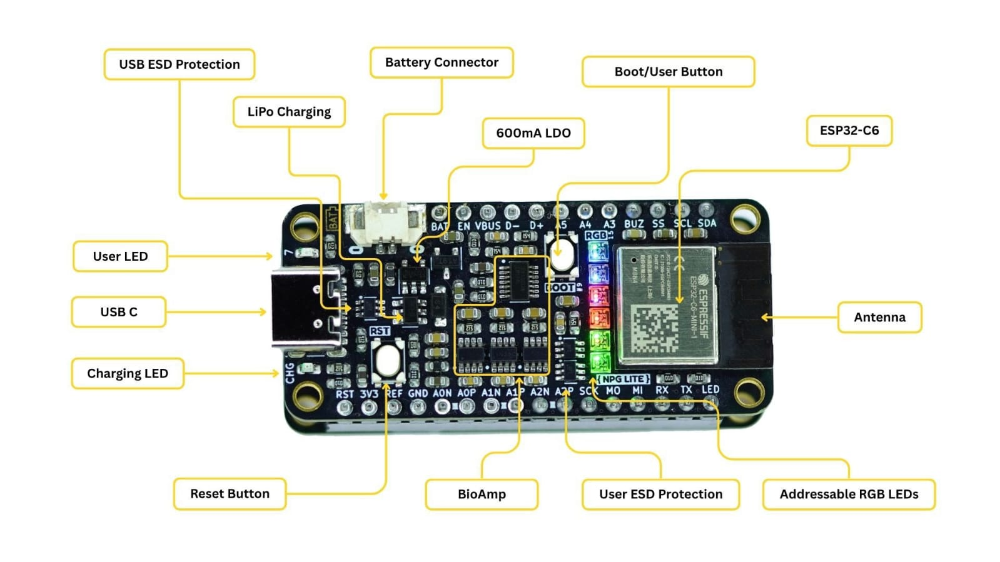 USB ESD Protection
Battery Connector
Boot/User Button
LiPo Charging
600mA LDO
ESP32-C6
User LED
USB C
Charging LED
Antenna
Reset Button
BioAmp
User ESD Protection
Addressable RGB LEDs
BAT
BAT EN VBUS D- D+ A5 A4 A3 BUZ SS SCL SDA
RGB
15
7
BOOT
#9
RST
CHG
ESPRESSIF
ESP32-C6-MINI-1
MBN4
{ NPG LITE }
RST 3V3 REF GND A0N A0P A1N A1P A2N A2P SCK MO MI RX TX LED